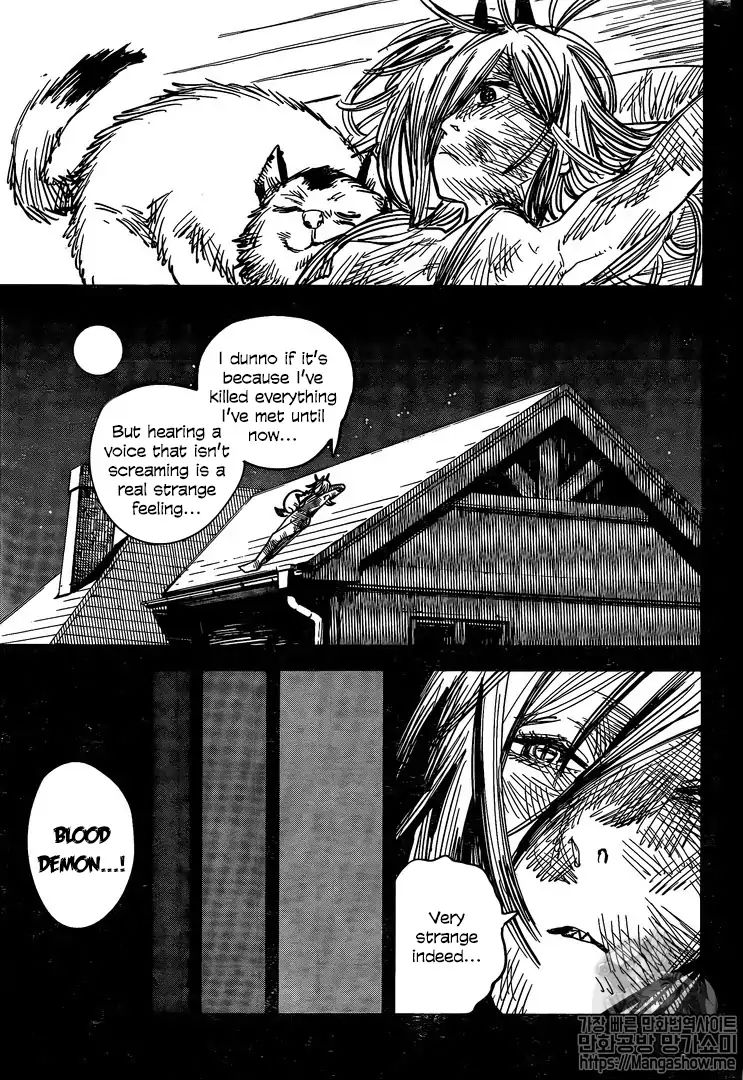 I dunno if it's
because I've
killed everything
I've met until
now...
But hearing a
voice that isn't
screaming is a
real strange
feeling...
Very
strange
indeed...
BLOOD
DEMON...!
가장 빠른 만화번역사이트
만화공방 망가쇼미
https://Mangashow.me